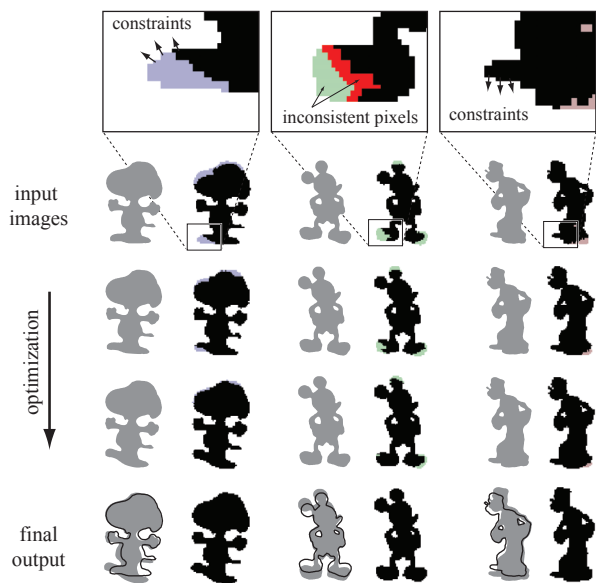 constraints
inconsistent pixels
constraints
input
images
optimization
final
output